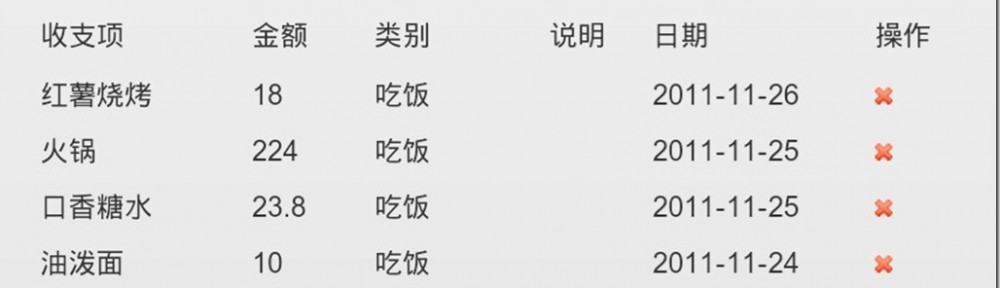 收支项 金额 类别 说明 日期 操作
红薯烧烤 18 吃饭 2011-11-26
火锅 224 吃饭 2011-11-25
口香糖水 23.8 吃饭 2011-11-25
油泼面 10 吃饭 2011-11-24